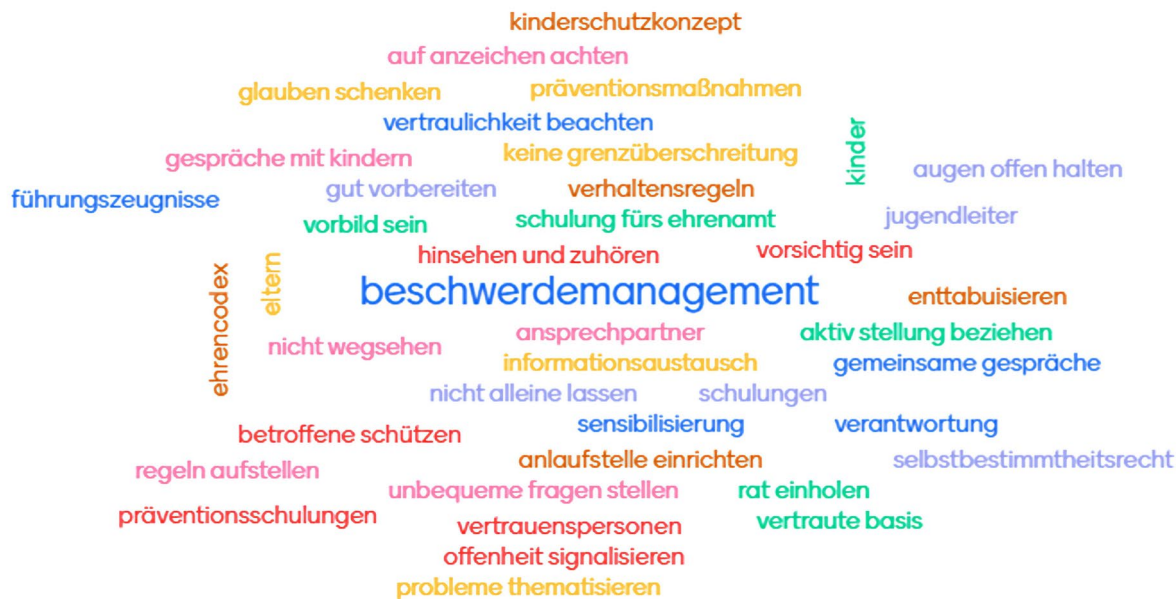 kinderschutzkonzept
auf anzeichen achten
glauben schenken
präventionsmaßnahmen
vertraulichkeit beachten
kinder
gespräche mit kindern
keine grenzüberschreitung
augen offen halten
führungszeugnisse
gut vorbereiten
verhaltensregeln
vorbild sein
schulung fürs ehrenamt
jugendleiter
hinsehen und zuhören
vorsichtig sein
ehrencodex
eltern
beschwerdemanagement
enttabuisieren
nicht wegsehen
ansprechpartner
aktiv stellung beziehen
informationsaustausch
gemeinsame gespräche
nicht alleine lassen
schulungen
betroffene schützen
sensibilisierung
verantwortung
regeln aufstellen
anlaufstelle einrichten
selbstbestimmtheitsrecht
unbequeme fragen stellen
rat einholen
präventionsschulungen
vertrauenspersonen
vertraute basis
offenheit signalisieren
probleme thematisieren